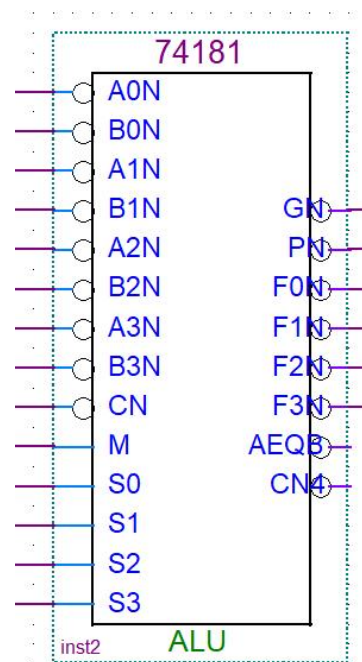 74181
A0N
B0N
A1N
B1N
A2N
B2N
A3N
B3N
CN
M
S0
S1
S2
S3
GN
PN
F0N
F1N
F2N
F3N
AEQB
CN4
inst2
ALU